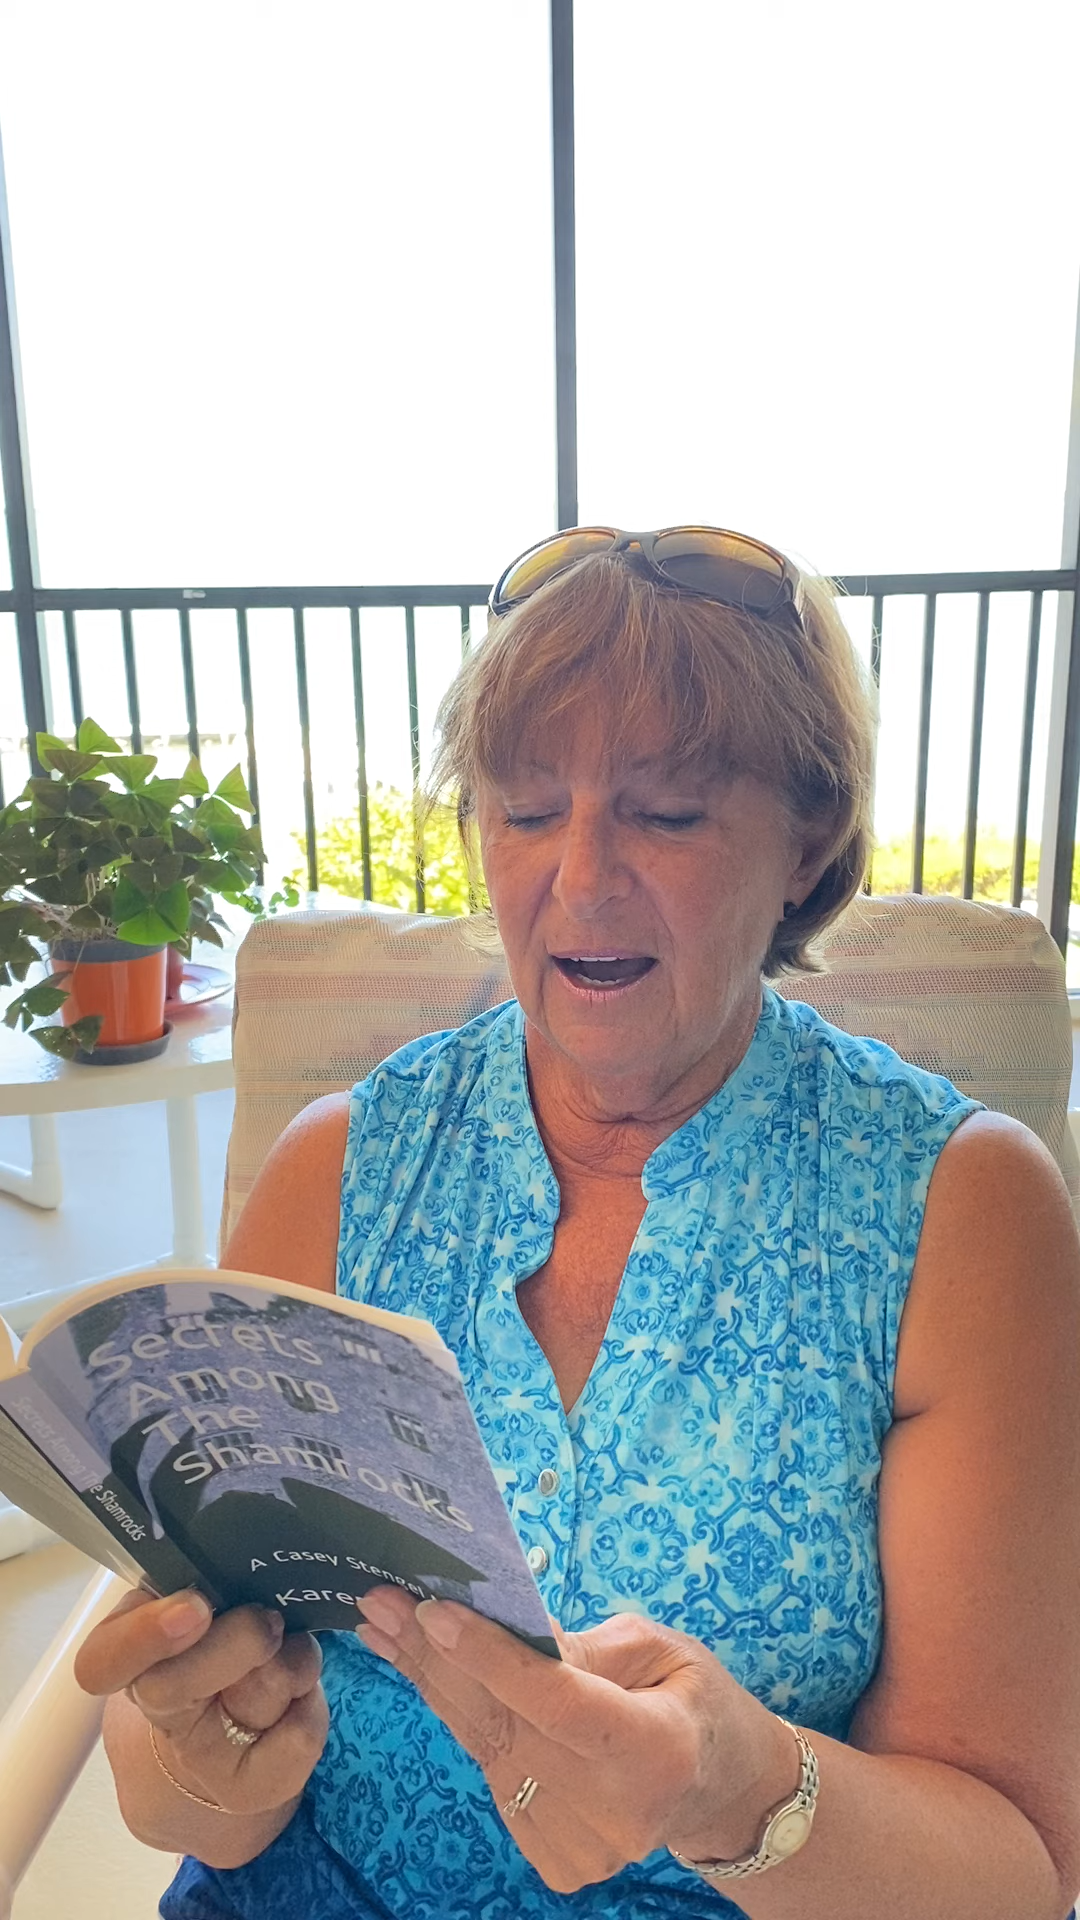 Secrets
Among
The
Shamrocks
A Casey Stengel
Secrets Among The Shamrocks